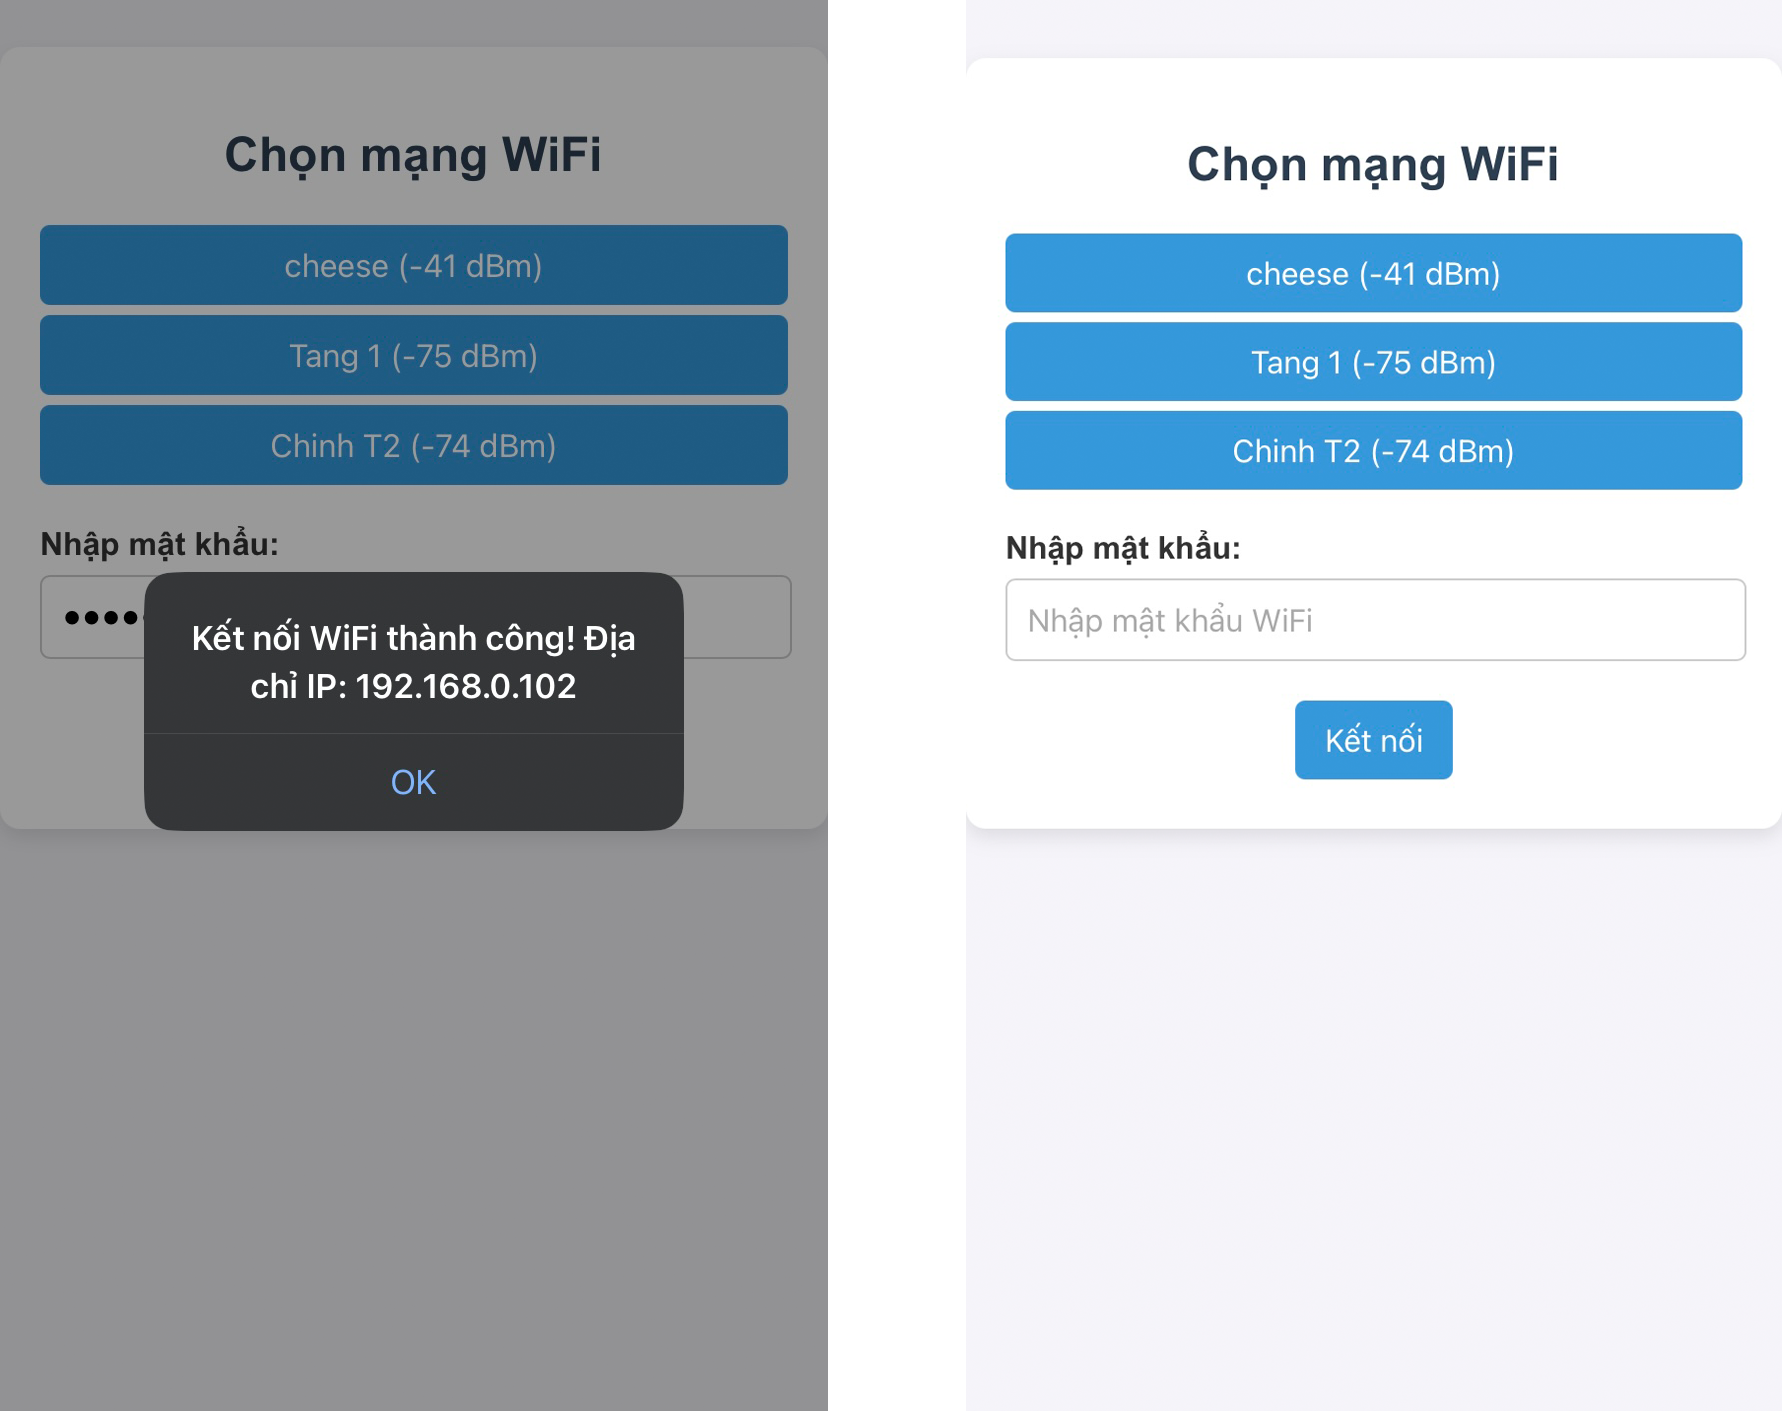 Chọn mạng WiFi
cheese (-41 dBm)
Tang 1 (-75 dBm)
Chinh T2 (-74 dBm)
Nhập mật khẩu:
Kết nối WiFi thành công! Địa
chỉ IP: 192.168.0.102
OK
Chọn mạng WiFi
cheese (-41 dBm)
Tang 1 (-75 dBm)
Chinh T2 (-74 dBm)
Nhập mật khẩu:
Nhập mật khẩu WiFi
Kết nối